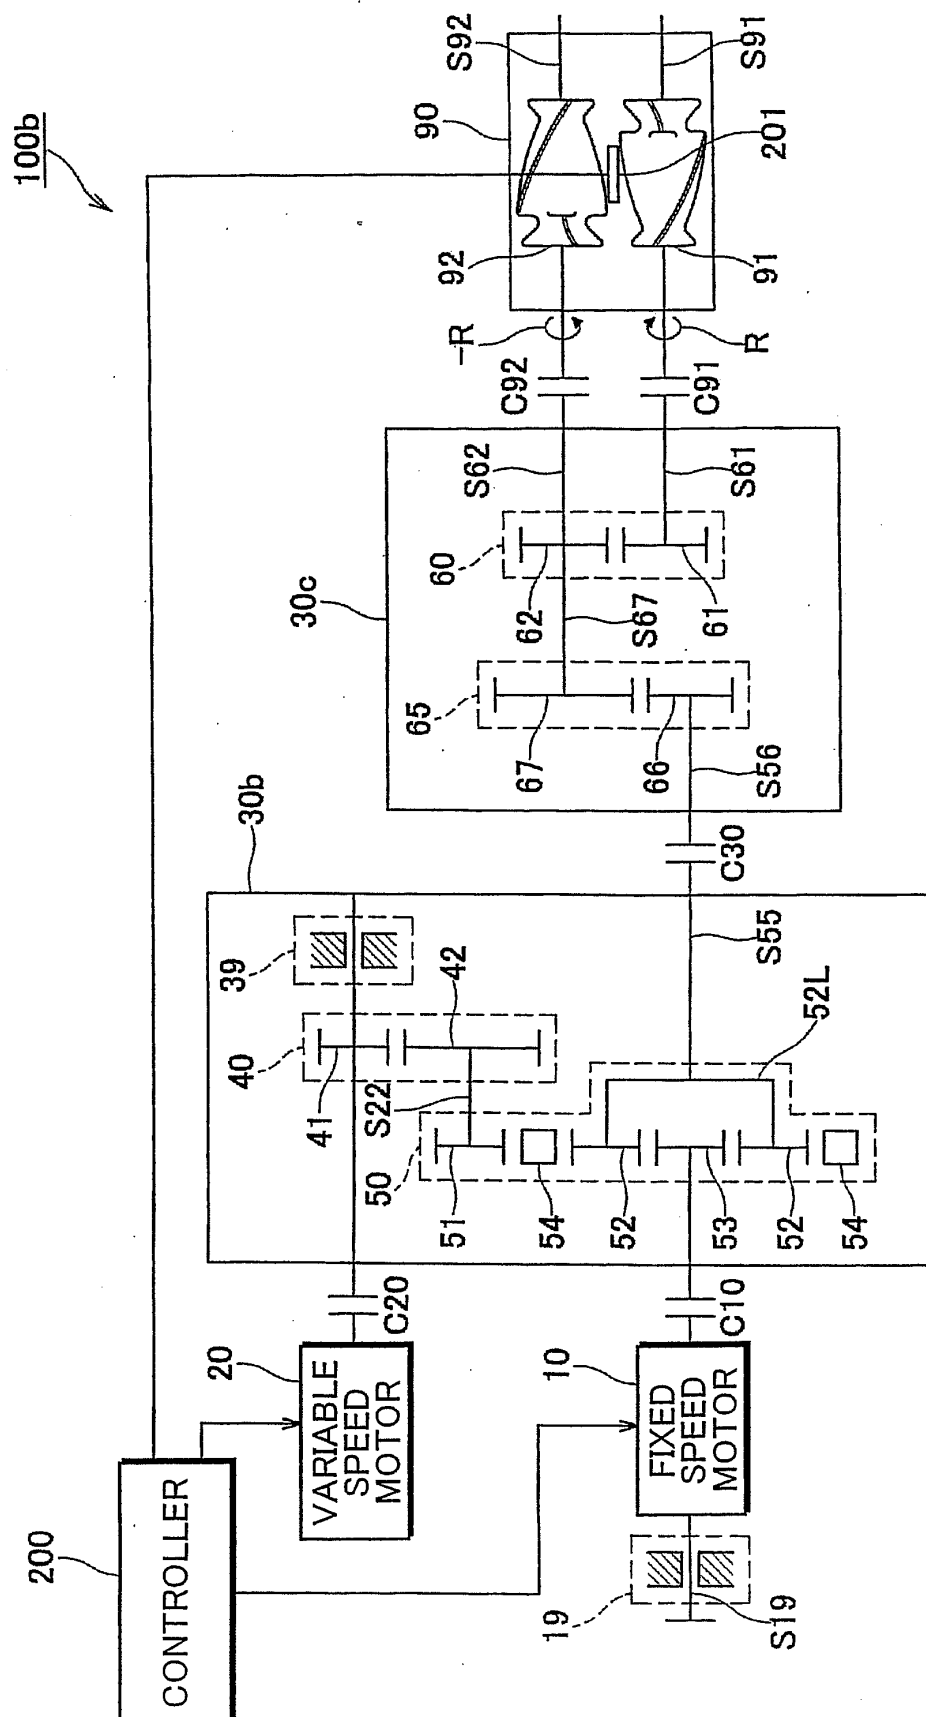 100b
S92
S91
90
201
92
91
-R
R
C92
C91
S62
S61
60
62
S67
61
30c
65
67
66
S56
C30
30b
39
40
41
42
S22
S55
52L
50
51
54
52
53
52
54
C20
C10
20
VARIABLE
SPEED
MOTOR
10
FIXED
SPEED
MOTOR
200
CONTROLLER
19
S19